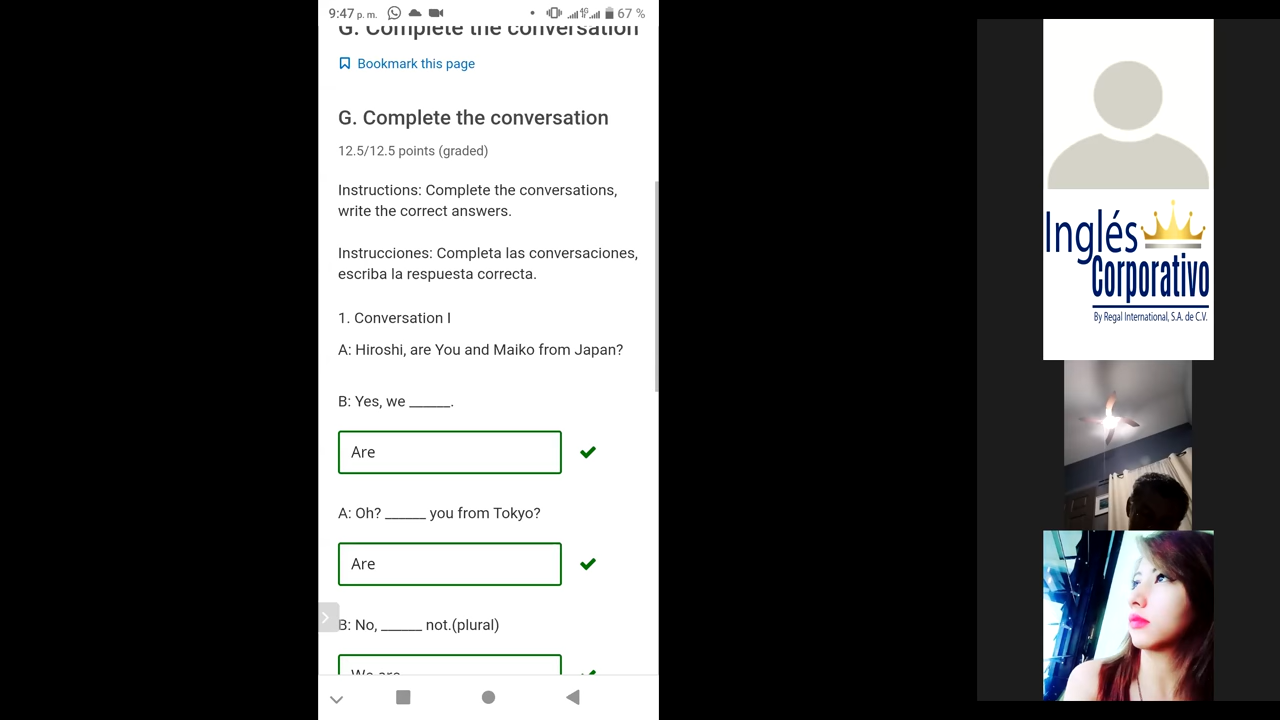 9:47 p. m. 4G 67 %
G. Complete the conversation
Bookmark this page
G. Complete the conversation
12.5/12.5 points (graded)
Instructions: Complete the conversations,
write the correct answers.
Instrucciones: Completa las conversaciones,
escriba la respuesta correcta.
1. Conversation I
A: Hiroshi, are You and Maiko from Japan?
B: Yes, we ______.
Are
A: Oh? ______ you from Tokyo?
Are
B: No, ______ not.(plural)
We are
Inglés
Corporativo
By Regal International, S.A. de C.V.